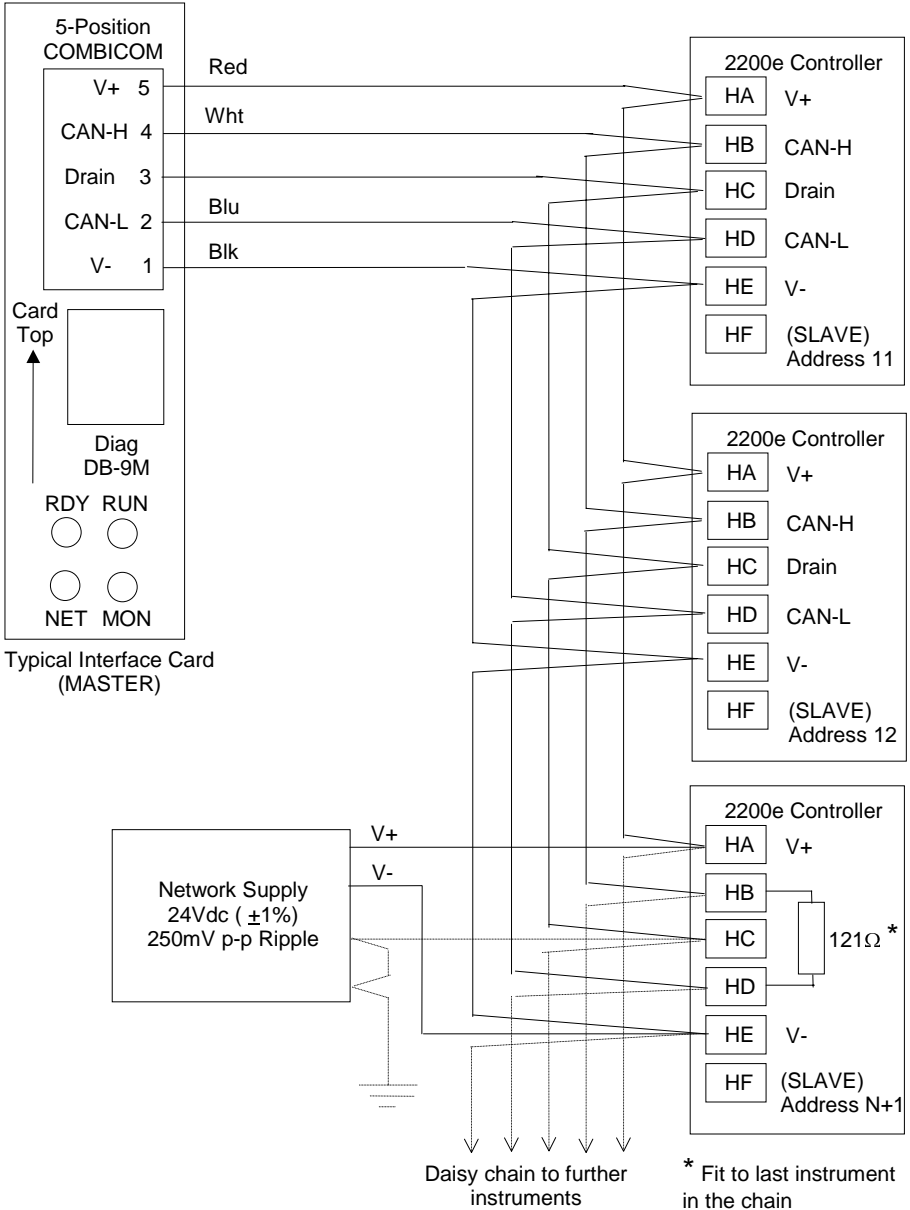 5-Position
COMBICOM
V+ 5
CAN-H 4
Drain 3
CAN-L 2
V- 1
Red
Wht
Blu
Blk
Card
Top
Diag
DB-9M
RDY RUN
NET MON
Typical Interface Card
(MASTER)
2200e Controller
HA V+
HB CAN-H
HC Drain
HD CAN-L
HE V-
HF (SLAVE)
Address 11
2200e Controller
HA V+
HB CAN-H
HC Drain
HD CAN-L
HE V-
HF (SLAVE)
Address 12
Network Supply
24Vdc ( ±1%)
250mV p-p Ripple
V+
V-
2200e Controller
HA V+
HB
HC 121Ω *
HD
HE V-
HF (SLAVE)
Address N+1
Daisy chain to further
instruments
* Fit to last instrument
in the chain